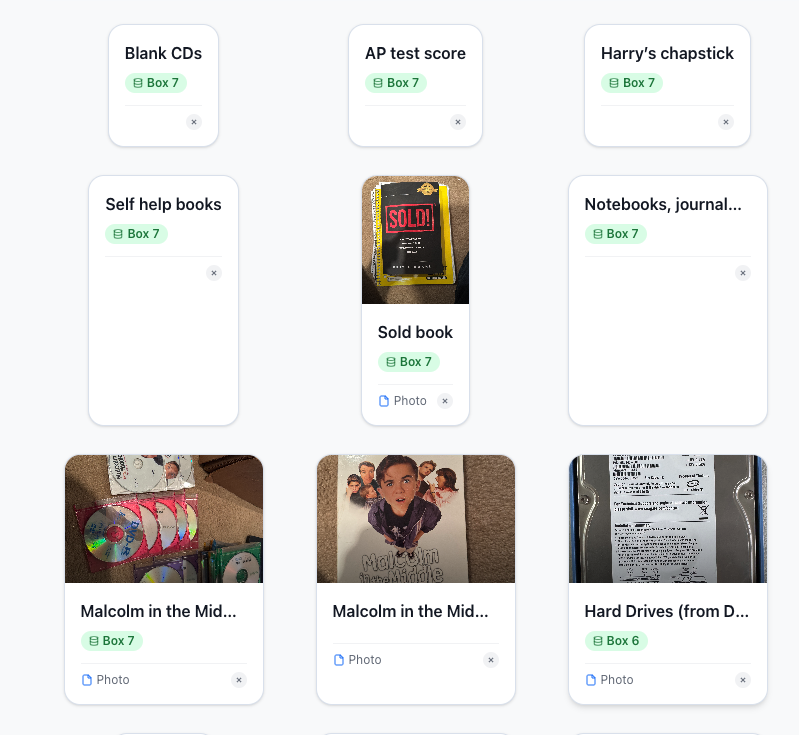 Blank CDs
Box 7
AP test score
Box 7
Harry’s chapstick
Box 7
Self help books
Box 7
SOLD!
Sold book
Box 7
Photo
Notebooks, journal...
Box 7
Malcolm in the Mid...
Box 7
Photo
Malcolm
in the Middle
Malcolm in the Mid...
Photo
Hard Drives (from D...
Box 6
Photo